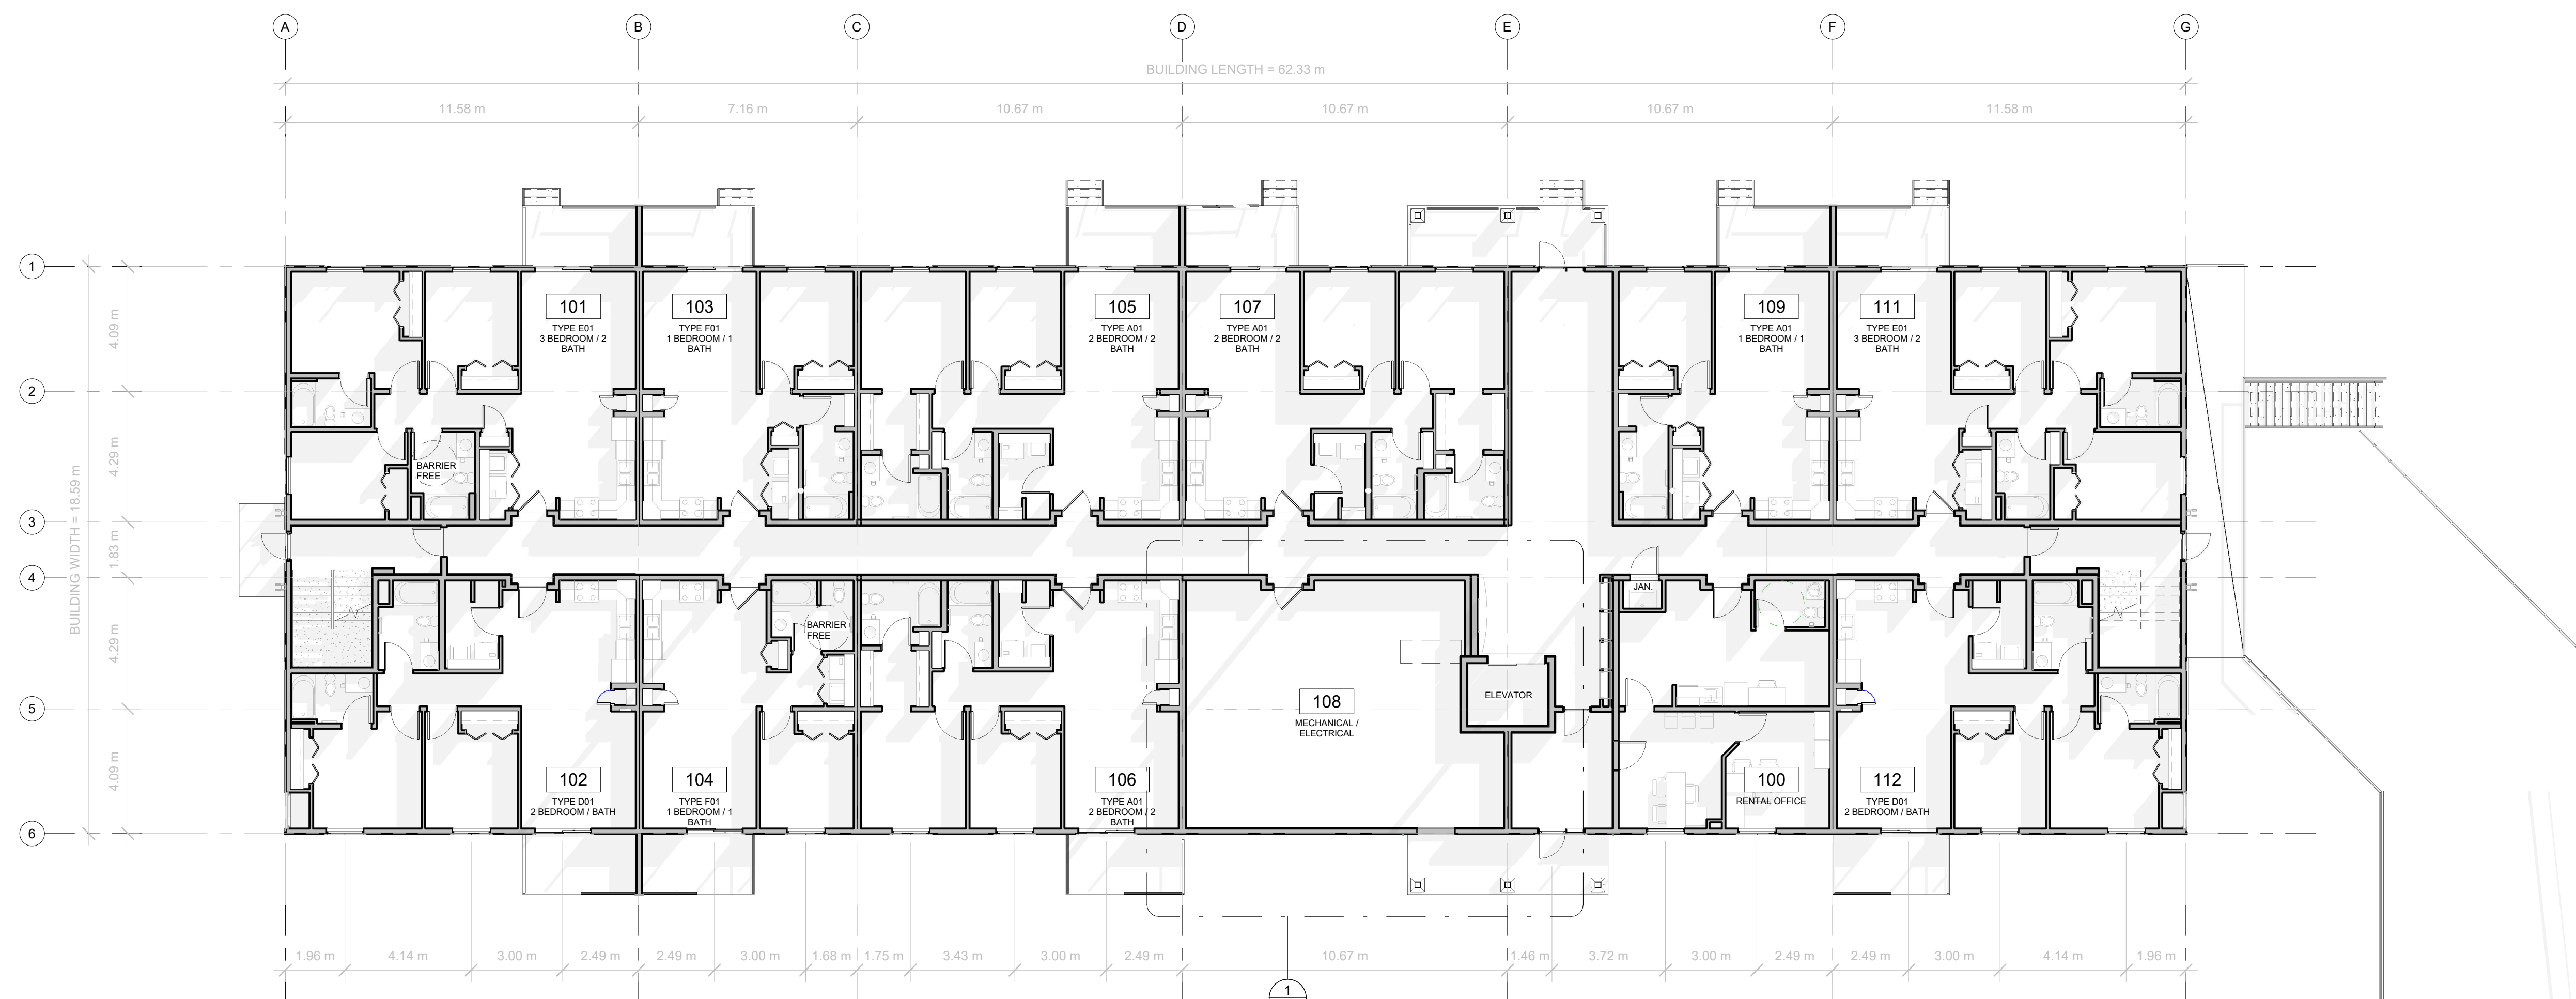 A B C D E F G
BUILDING LENGTH = 62.33 m
11.58 m 7.16 m 10.67 m 10.67 m 10.67 m 11.58 m
1
2
3
4
5
6
BUILDING WIDTH = 18.59 m
4.09 m
4.29 m
1.83 m
4.29 m
4.09 m
101
TYPE E01
3 BEDROOM / 2
BATH
103
TYPE F01
1 BEDROOM / 1
BATH
105
TYPE A01
2 BEDROOM / 2
BATH
107
TYPE A01
2 BEDROOM / 2
BATH
109
TYPE A01
1 BEDROOM / 1
BATH
111
TYPE E01
3 BEDROOM / 2
BATH
BARRIER
FREE
BARRIER
FREE
JAN.
ELEVATOR
102
TYPE D01
2 BEDROOM / BATH
104
TYPE F01
1 BEDROOM / 1
BATH
106
TYPE A01
2 BEDROOM / 2
BATH
108
MECHANICAL /
ELECTRICAL
100
RENTAL OFFICE
112
TYPE D01
2 BEDROOM / BATH
1.96 m 4.14 m 3.00 m 2.49 m 2.49 m 3.00 m 1.68 m 1.75 m 3.43 m 3.00 m 2.49 m 10.67 m 1.46 m 3.72 m 3.00 m 2.49 m 2.49 m 3.00 m 4.14 m 1.96 m
1